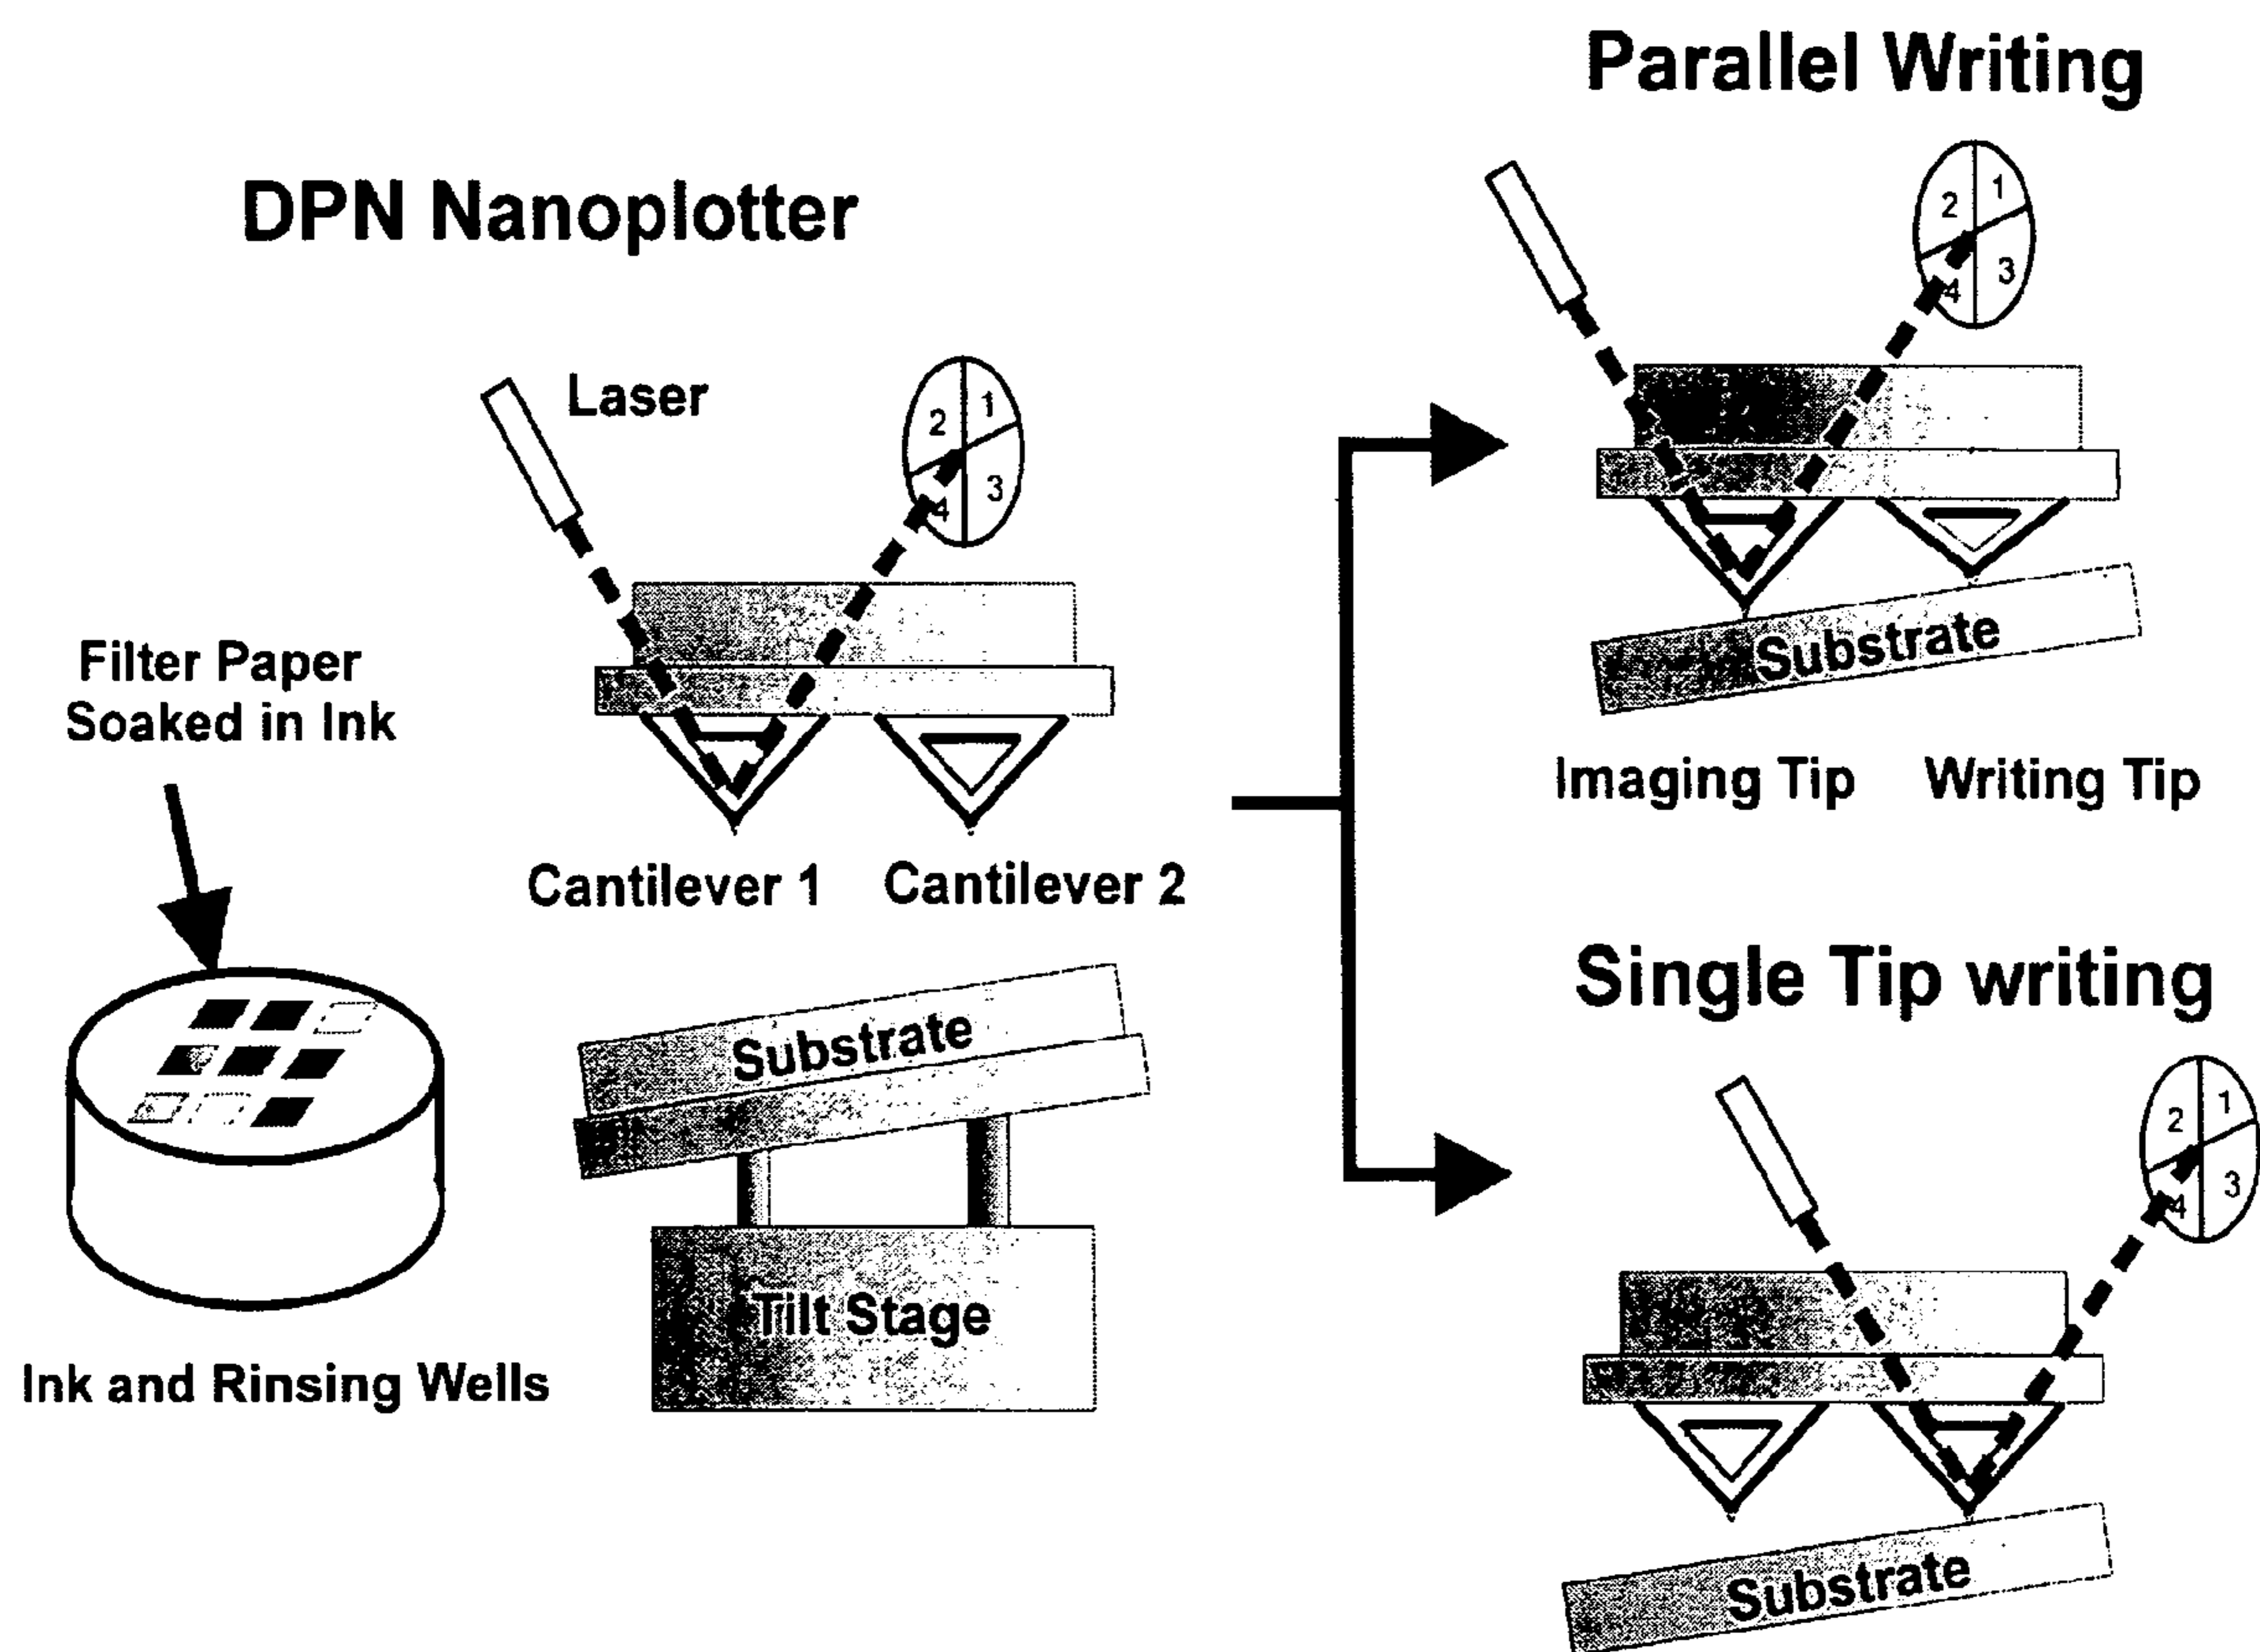 Parallel Writing
DPN Nanoplotter
Laser
2 1
4 3
2 1
4 3
Filter Paper
Soaked in Ink
Cantilever 1 Cantilever 2
Substrate
Tilt Stage
Ink and Rinsing Wells
Substrate
Imaging Tip Writing Tip
Single Tip writing
2 1
4 3
Substrate